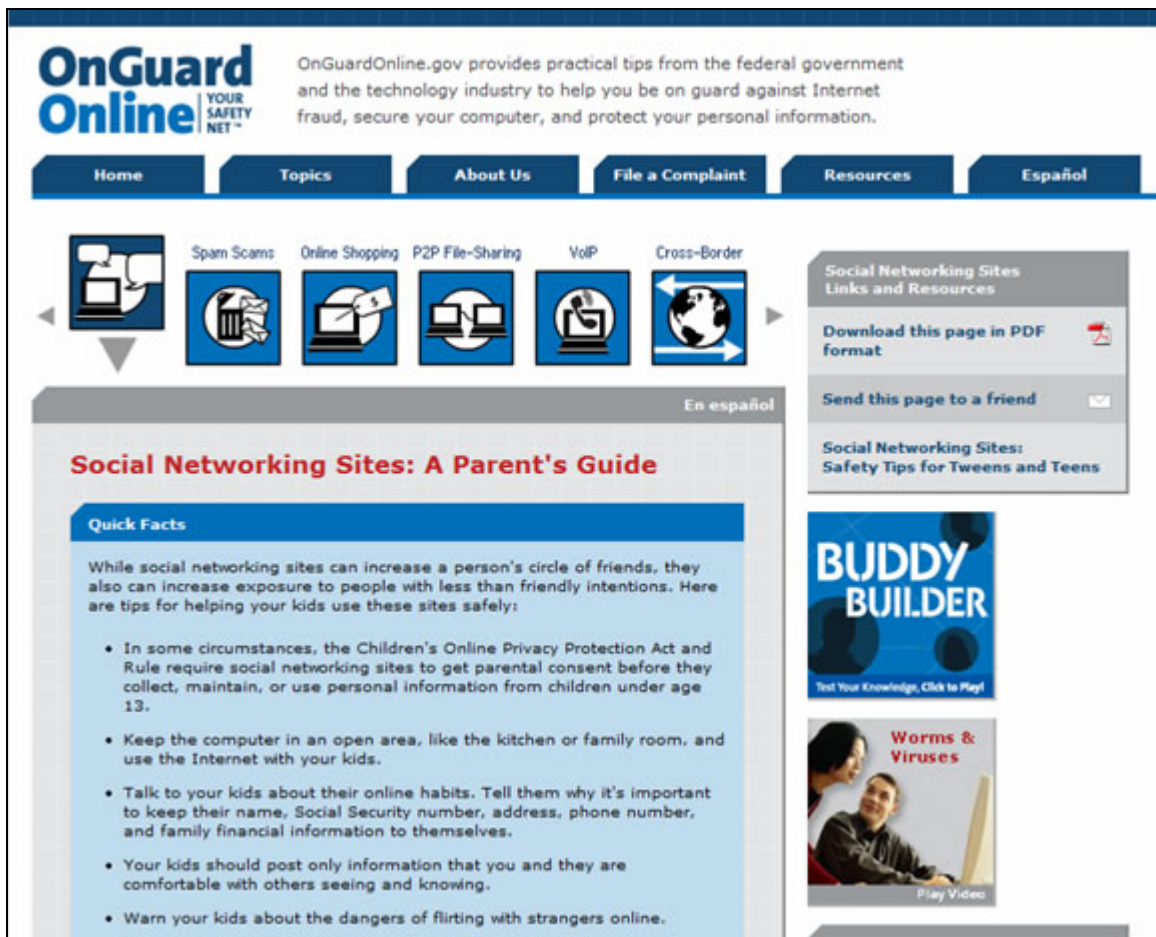 OnGuard
Online
YOUR
SAFETY
NET™
OnGuardOnline.gov provides practical tips from the federal government
and the technology industry to help you be on guard against Internet
fraud, secure your computer, and protect your personal information.
Home
Topics
About Us
File a Complaint
Resources
Español
Spam Scams
Online Shopping
P2P File-Sharing
VoIP
Cross-Border
En español
Social Networking Sites: A Parent's Guide
Quick Facts
While social networking sites can increase a person's circle of friends, they
also can increase exposure to people with less than friendly intentions. Here
are tips for helping your kids use these sites safely:
• In some circumstances, the Children's Online Privacy Protection Act and
Rule require social networking sites to get parental consent before they
collect, maintain, or use personal information from children under age
13.
• Keep the computer in an open area, like the kitchen or family room, and
use the Internet with your kids.
• Talk to your kids about their online habits. Tell them why it's important
to keep their name, Social Security number, address, phone number,
and family financial information to themselves.
• Your kids should post only information that you and they are
comfortable with others seeing and knowing.
• Warn your kids about the dangers of flirting with strangers online.
Social Networking Sites
Links and Resources
Download this page in PDF
format
Send this page to a friend
Social Networking Sites:
Safety Tips for Tweens and Teens
BUDDY
BUILDER
Test Your Knowledge, Click to Play!
Worms &
Viruses
Play Video